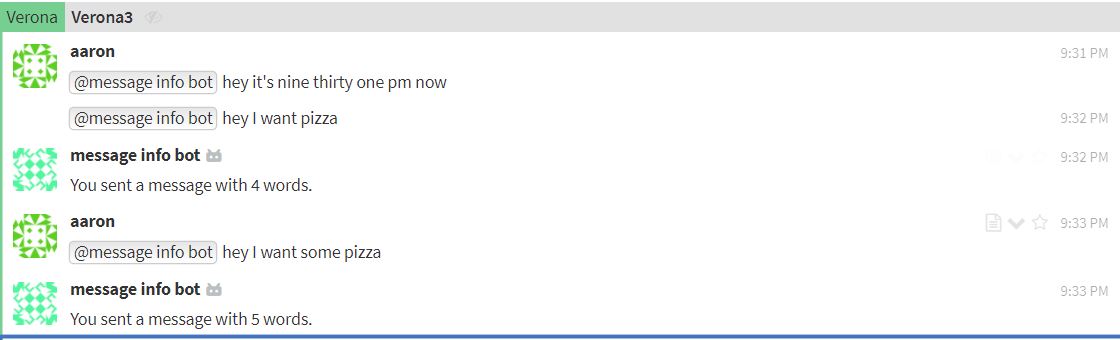 Verona Verona3
aaron 9:31 PM
@message info bot hey it's nine thirty one pm now
@message info bot hey I want pizza 9:32 PM
message info bot 9:32 PM
You sent a message with 4 words.
aaron 9:33 PM
@message info bot hey I want some pizza
message info bot 9:33 PM
You sent a message with 5 words.